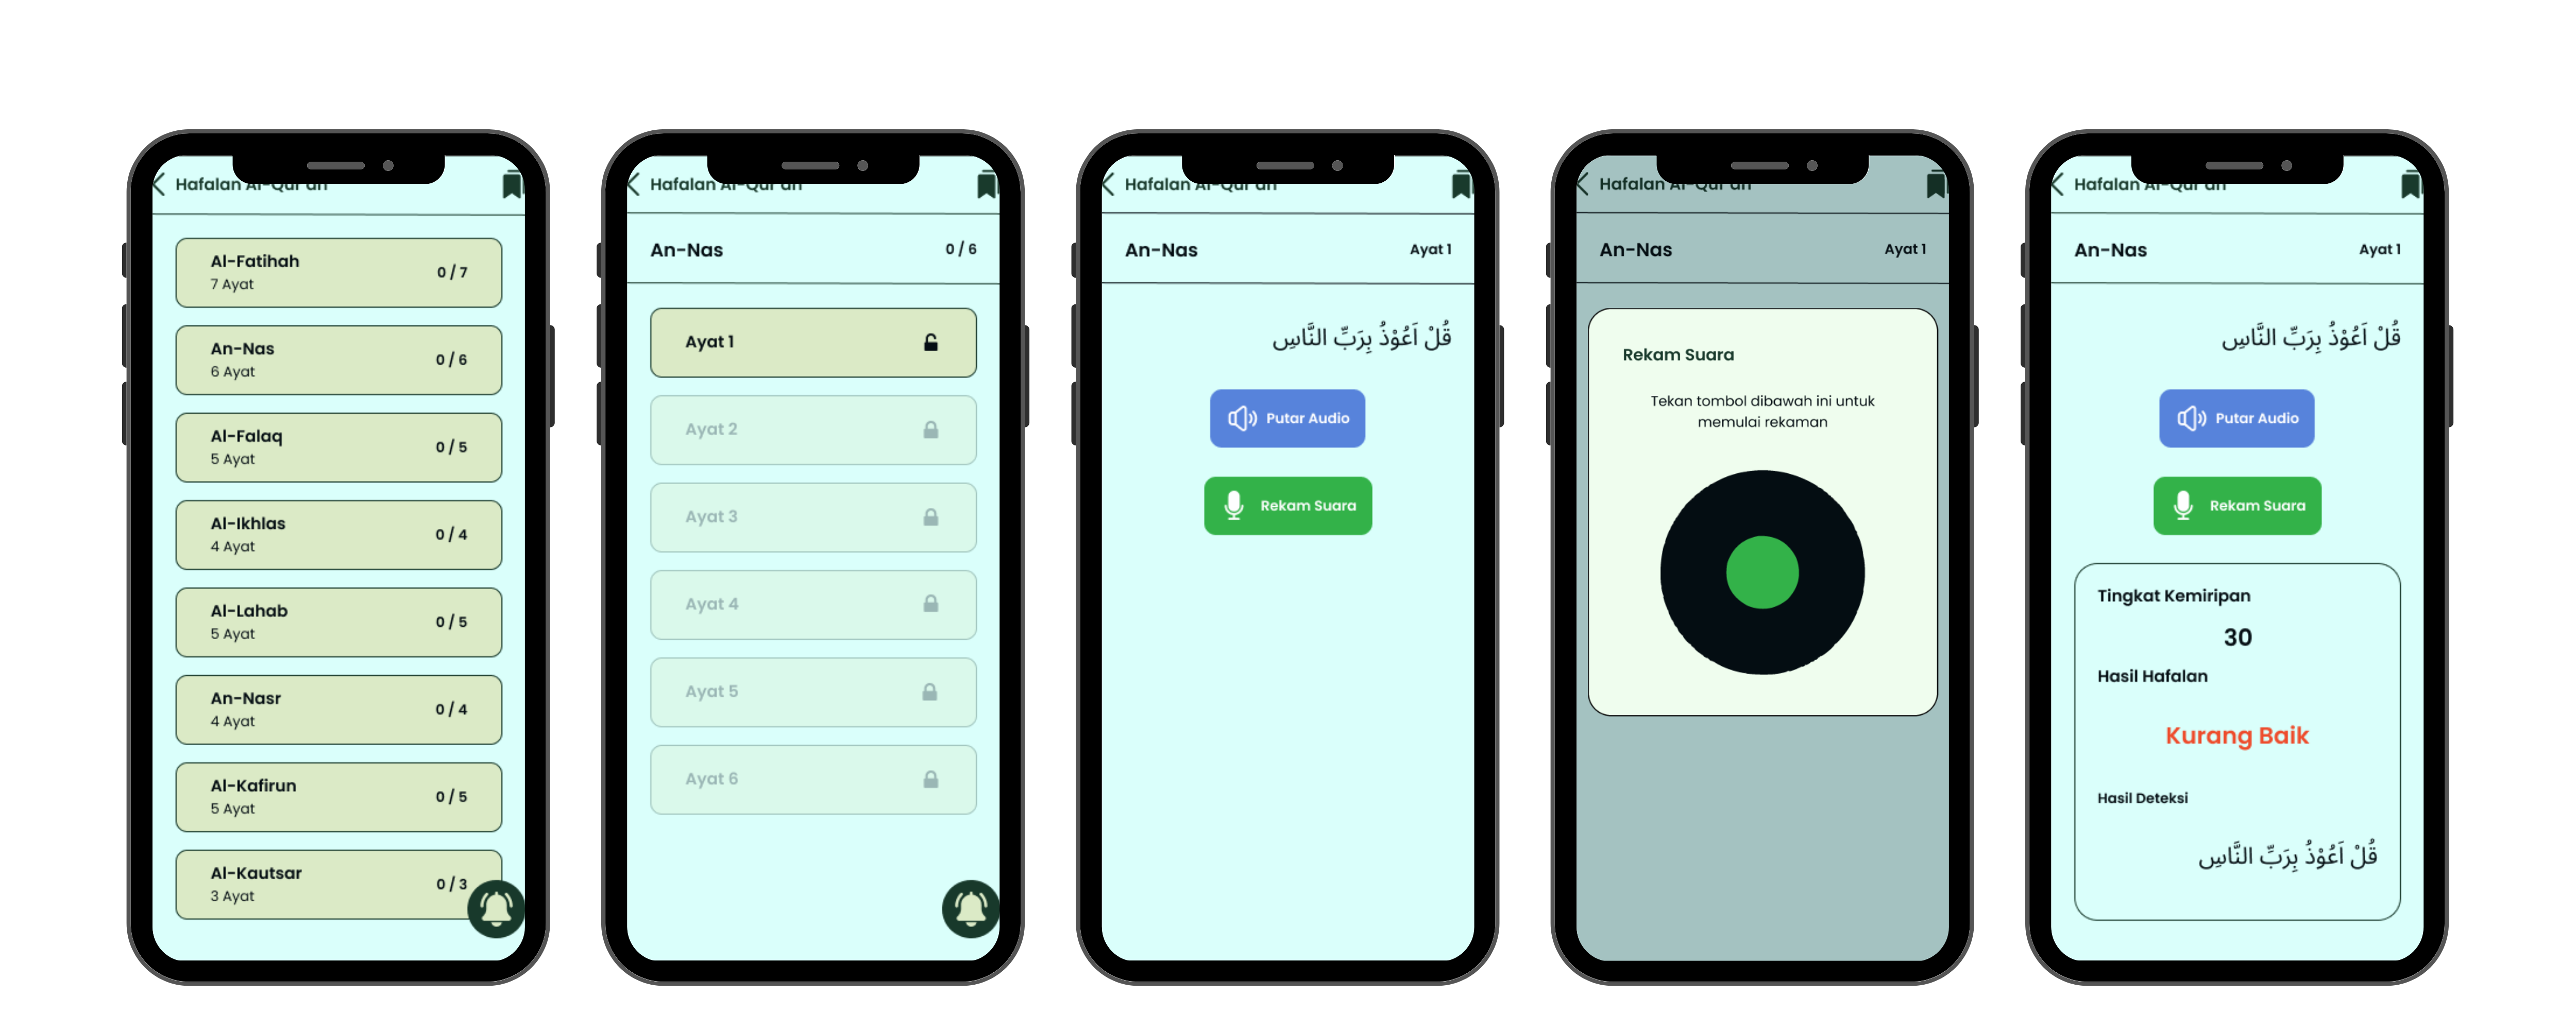 Hafalan Al-Qur'an
Al-Fatihah
7 Ayat
0 / 7
An-Nas
6 Ayat
0 / 6
Al-Falaq
5 Ayat
0 / 5
Al-Ikhlas
4 Ayat
0 / 4
Al-Lahab
5 Ayat
0 / 5
An-Nasr
4 Ayat
0 / 4
Al-Kafirun
5 Ayat
0 / 5
Al-Kautsar
3 Ayat
0 / 3
Hafalan Al-Qur'an
An-Nas
0 / 6
Ayat 1
Ayat 2
Ayat 3
Ayat 4
Ayat 5
Ayat 6
Hafalan Al-Qur'an
An-Nas
Ayat 1
قُلْ اَعُوْذُ بِرَبِّ النَّاسِ
Putar Audio
Rekam Suara
Hafalan Al-Qur'an
An-Nas
Ayat 1
Rekam Suara
Tekan tombol dibawah ini untuk
memulai rekaman
Hafalan Al-Qur'an
An-Nas
Ayat 1
قُلْ اَعُوْذُ بِرَبِّ النَّاسِ
Putar Audio
Rekam Suara
Tingkat Kemiripan
30
Hasil Hafalan
Kurang Baik
Hasil Deteksi
قُلْ اَعُوْذُ بِرَبِّ النَّاسِ